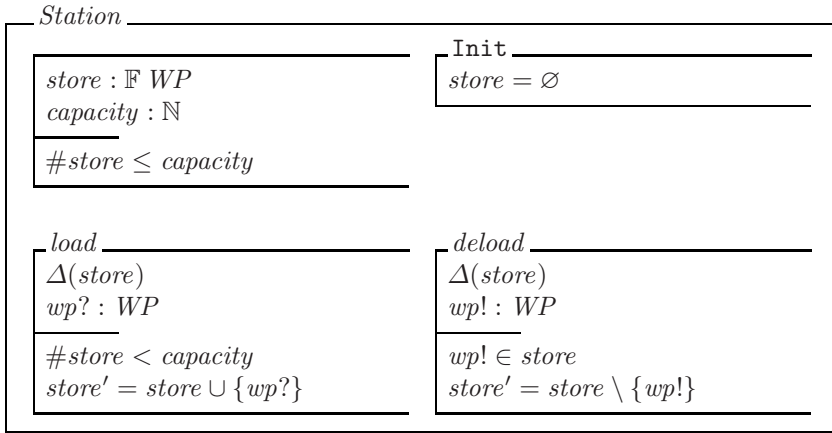 Station
store : 𝔽 WP
capacity : ℕ
#store ≤ capacity
Init
store = ∅
load
Δ(store)
wp? : WP
#store < capacity
store′ = store ∪ {wp?}
deload
Δ(store)
wp! : WP
wp! ∈ store
store′ = store \ {wp!}